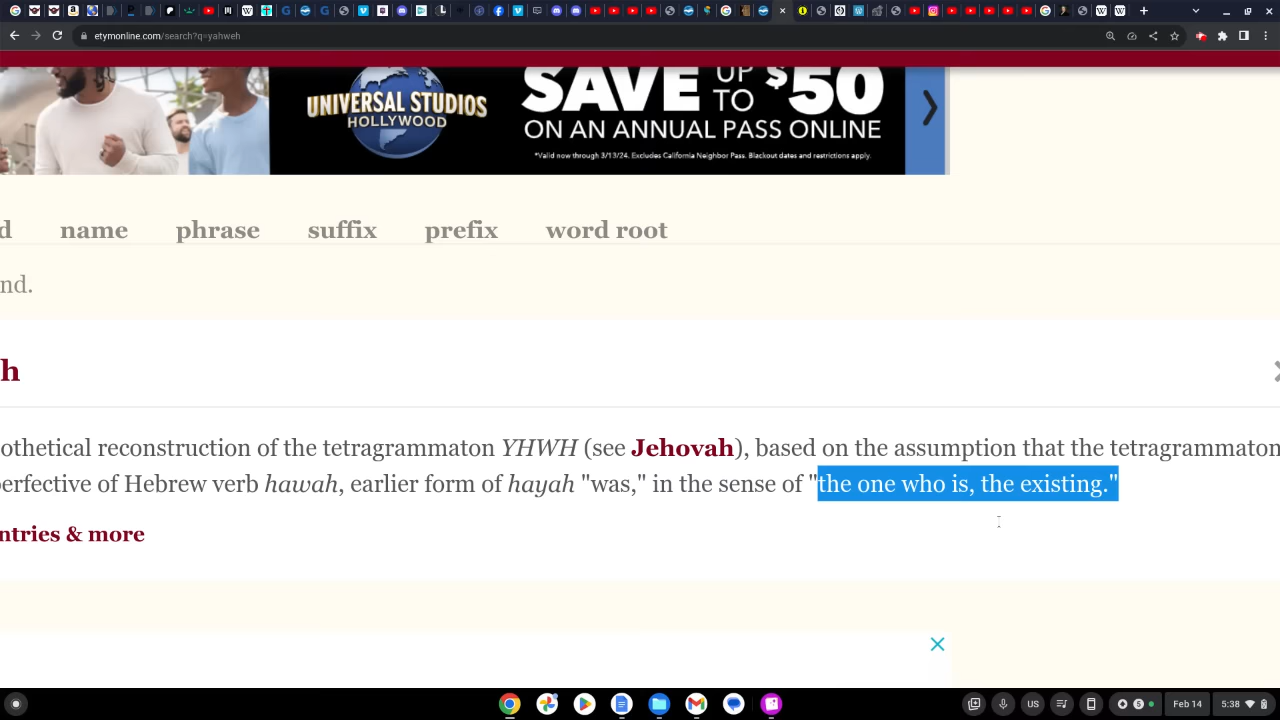 etymonline.com/search?q=yahweh
UNIVERSAL STUDIOS
HOLLYWOOD
SAVE UP TO $50
ON AN ANNUAL PASS ONLINE
*Valid now through 3/13/24. Excludes California Neighbor Pass. Blackout dates and restrictions apply.
d name phrase suffix prefix word root
nd.
h
othetical reconstruction of the tetragrammaton YHWH (see Jehovah), based on the assumption that the tetragrammaton
perfective of Hebrew verb hawah, earlier form of hayah "was," in the sense of "the one who is, the existing."
ntries & more
US
Feb 14
5:38